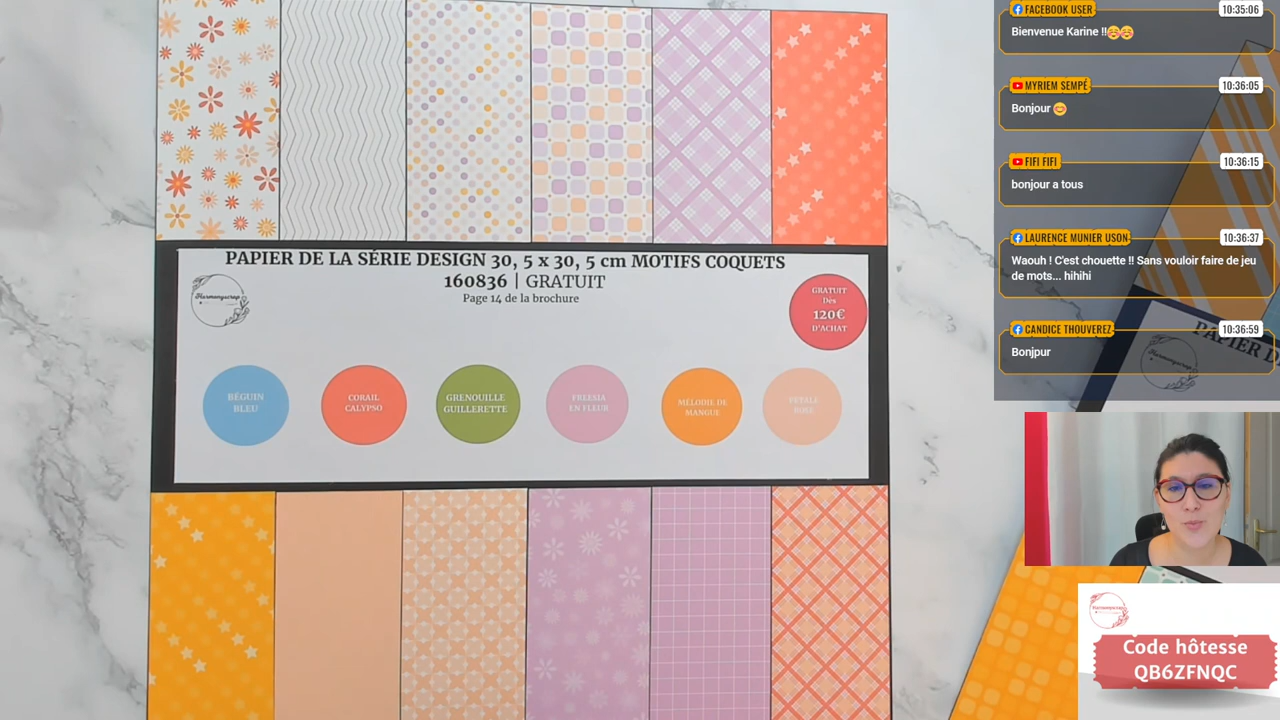 PAPIER DE LA SÉRIE DESIGN 30, 5 x 30, 5 cm MOTIFS COQUETS
160836 | GRATUIT
Page 14 de la brochure
Harmonyscrap
GRATUIT
Dès
120€
D'ACHAT
BÉGUIN
BLEU
CORAIL
CALYPSO
GRENOUILLE
GUILLERETTE
FREESIA
EN FLEUR
MÉLODIE DE
MANGUE
PÉTALE
ROSE
FACEBOOK USER
10:35:06
Bienvenue Karine !!☺️☺️
MYRIEM SEMPÉ
10:36:05
Bonjour 😊
FIFI FIFI
10:36:15
bonjour a tous
LAURENCE MUNIER USON
10:36:37
Waouh ! C'est chouette !! Sans vouloir faire de jeu
de mots... hihihi
CANDICE THOUVEREZ
10:36:59
Bonjpur
PAPIER D
Harmonyscrap
Code hôtesse
QB6ZFNQC